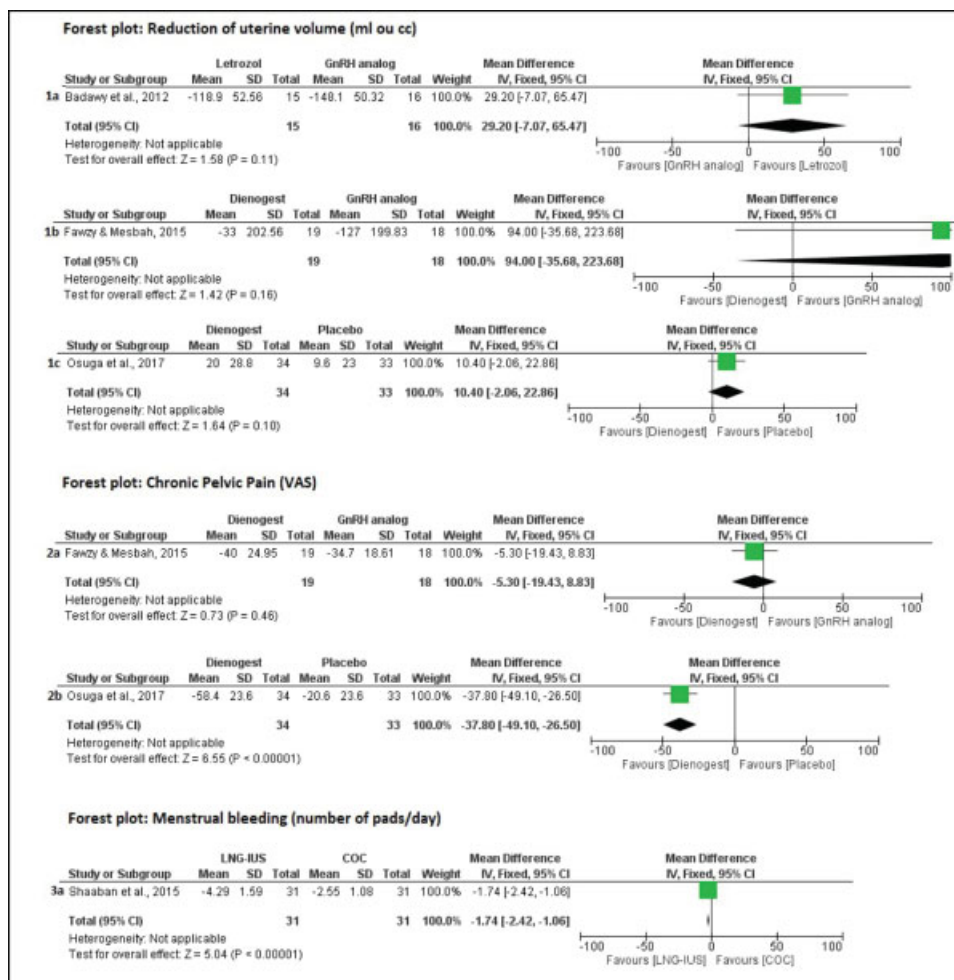 Forest plot: Reduction of uterine volume (ml ou cc)
Letrozol GnRH analog Mean Difference Mean Difference
Study or Subgroup Mean SD Total Mean SD Total Weight IV, Fixed, 95% CI IV, Fixed, 95% CI
1a Badawy et al., 2012 -118.9 52.56 15 -148.1 50.32 16 100.0% 29.20 [-7.07, 65.47]
Total (95% CI) 15 16 100.0% 29.20 [-7.07, 65.47]
Heterogeneity: Not applicable
Test for overall effect: Z = 1.58 (P = 0.11)
-100 -50 0 50 100
Favours [GnRH analog] Favours [Letrozol]
Dienogest GnRH analog Mean Difference Mean Difference
Study or Subgroup Mean SD Total Mean SD Total Weight IV, Fixed, 95% CI IV, Fixed, 95% CI
1b Fawzy & Mesbah, 2015 -33 202.56 19 -127 199.83 18 100.0% 94.00 [-35.68, 223.68]
Total (95% CI) 19 18 100.0% 94.00 [-35.68, 223.68]
Heterogeneity: Not applicable
Test for overall effect: Z = 1.42 (P = 0.16)
-100 -50 0 50 100
Favours [Dienogest] Favours [GnRH analog]
Dienogest Placebo Mean Difference Mean Difference
Study or Subgroup Mean SD Total Mean SD Total Weight IV, Fixed, 95% CI IV, Fixed, 95% CI
1c Osuga et al., 2017 20 28.8 34 9.6 23 33 100.0% 10.40 [-2.06, 22.86]
Total (95% CI) 34 33 100.0% 10.40 [-2.06, 22.86]
Heterogeneity: Not applicable
Test for overall effect: Z = 1.64 (P = 0.10)
-100 -50 0 50 100
Favours [Dienogest] Favours [Placebo]
Forest plot: Chronic Pelvic Pain (VAS)
Dienogest GnRH analog Mean Difference Mean Difference
Study or Subgroup Mean SD Total Mean SD Total Weight IV, Fixed, 95% CI IV, Fixed, 95% CI
2a Fawzy & Mesbah, 2015 -40 24.95 19 -34.7 18.61 18 100.0% -5.30 [-19.43, 8.83]
Total (95% CI) 19 18 100.0% -5.30 [-19.43, 8.83]
Heterogeneity: Not applicable
Test for overall effect: Z = 0.73 (P = 0.46)
-100 -50 0 50 100
Favours [Dienogest] Favours [GnRH analog]
Dienogest Placebo Mean Difference Mean Difference
Study or Subgroup Mean SD Total Mean SD Total Weight IV, Fixed, 95% CI IV, Fixed, 95% CI
2b Osuga et al., 2017 -58.4 23.6 34 -20.6 23.6 33 100.0% -37.80 [-49.10, -26.50]
Total (95% CI) 34 33 100.0% -37.80 [-49.10, -26.50]
Heterogeneity: Not applicable
Test for overall effect: Z = 6.55 (P < 0.00001)
-100 -50 0 50 100
Favours [Dienogest] Favours [Placebo]
Forest plot: Menstrual bleeding (number of pads/day)
LNG-IUS COC Mean Difference Mean Difference
Study or Subgroup Mean SD Total Mean SD Total Weight IV, Fixed, 95% CI IV, Fixed, 95% CI
3a Shaaban et al., 2015 -4.29 1.59 31 -2.55 1.08 31 100.0% -1.74 [-2.42, -1.06]
Total (95% CI) 31 31 100.0% -1.74 [-2.42, -1.06]
Heterogeneity: Not applicable
Test for overall effect: Z = 5.04 (P < 0.00001)
-100 -50 0 50 100
Favours [LNG-IUS] Favours [COC]